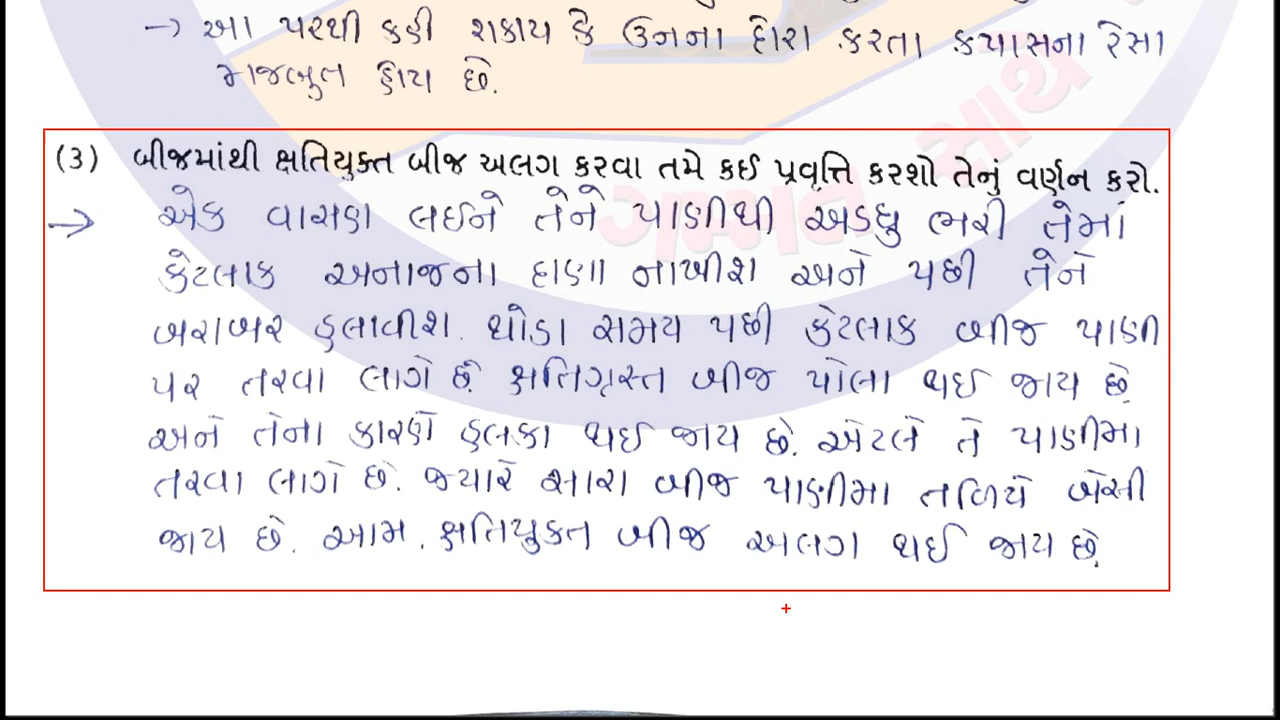 → આ પરથી કહી શકાય કે ઉનના દોરા કરતા કપાસના રેસા
મજબુત હોય છે.
(3) બીજમાંથી ક્ષતિયુક્ત બીજ અલગ કરવા તમે કઈ પ્રવૃત્તિ કરશો તેનું વર્ણન કરો.
→ એક વાસણ લઈને તેને પાણીથી અડધુ ભરી તેમાં
કેટલાક અનાજના દાણા નાખીશ અને પછી તેને
બરાબર હલાવીશ. થોડા સમય પછી કેટલાક બીજ પાણી
પર તરવા લાગે છે. ક્ષતિગ્રસ્ત બીજ પોલા થઈ જાય છે.
અને તેના કારણે હલકા થઈ જાય છે. એટલે તે પાણીમા
તરવા લાગે છે. જ્યારે સારા બીજ પાણીમા તળિયે બેસી
જાય છે. આમ, ક્ષતિયુક્ત બીજ અલગ થઈ જાય છે.